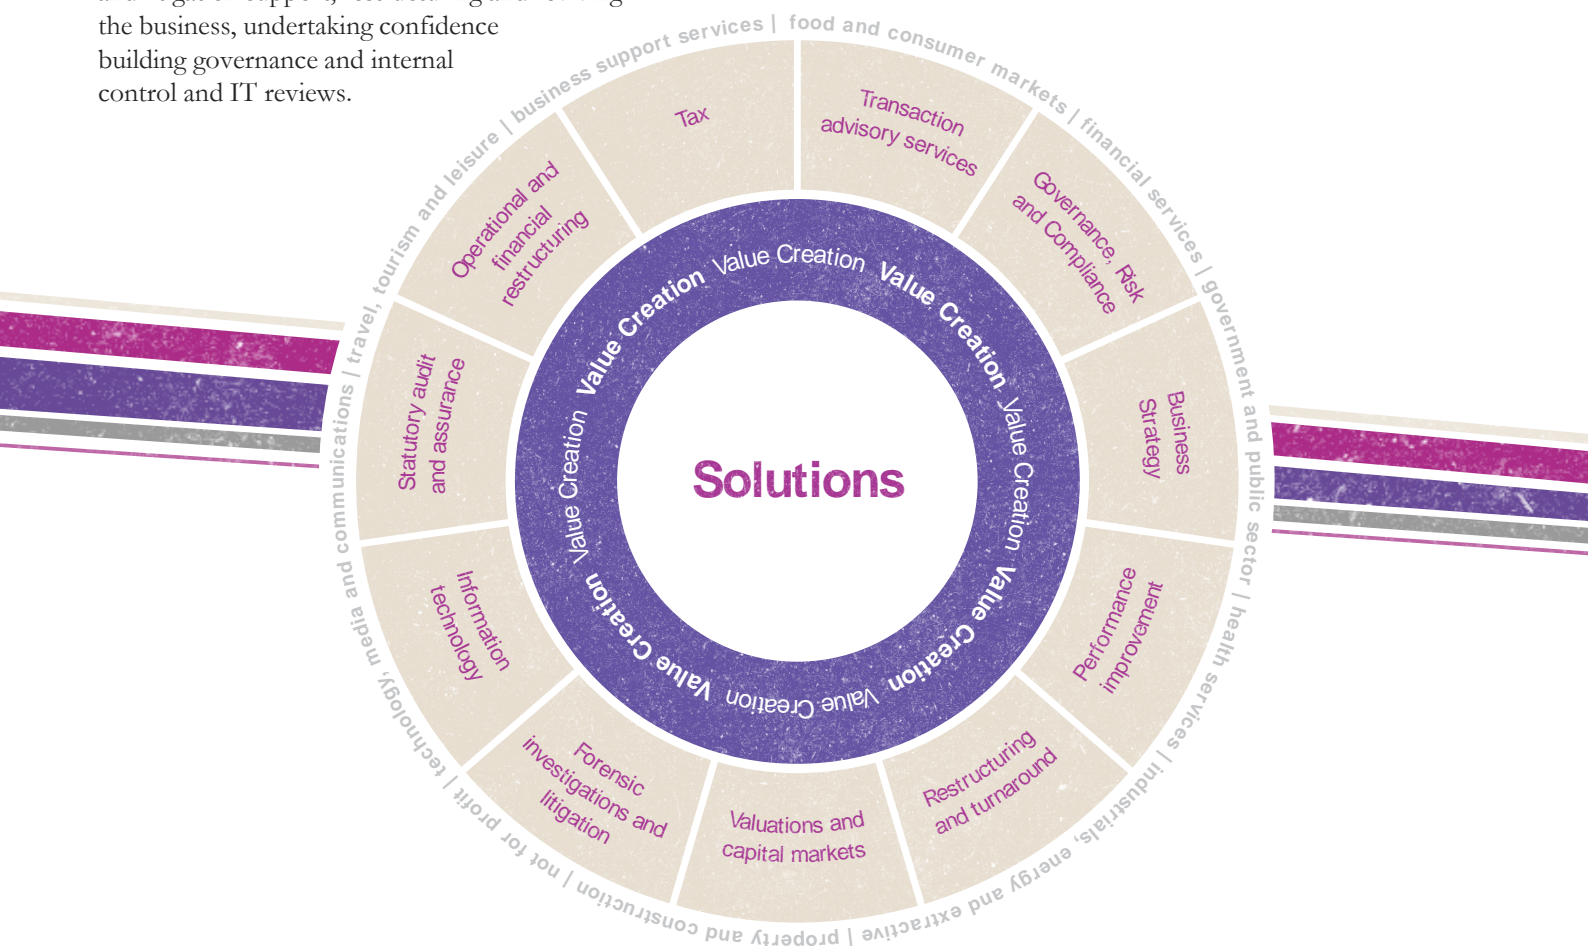 the business, undertaking confidence
building governance and internal
control and IT reviews.
food and consumer markets | financial services | government and public sector | health services | industrials, energy and extractive | property and construction | not for profit | technology, media and communications | travel, tourism and leisure | business support services |
Tax
Transaction
advisory services
Governance, Risk
and Compliance
Business
Strategy
Performance
improvement
Restructuring
and turnaround
Valuations and
capital markets
Forensic
investigations and
litigation
Information
technology
Statutory audit
and assurance
Operational and
financial
restructuring
Value Creation Value Creation Value Creation Value Creation Value Creation Value Creation Value Creation Value Creation
Solutions